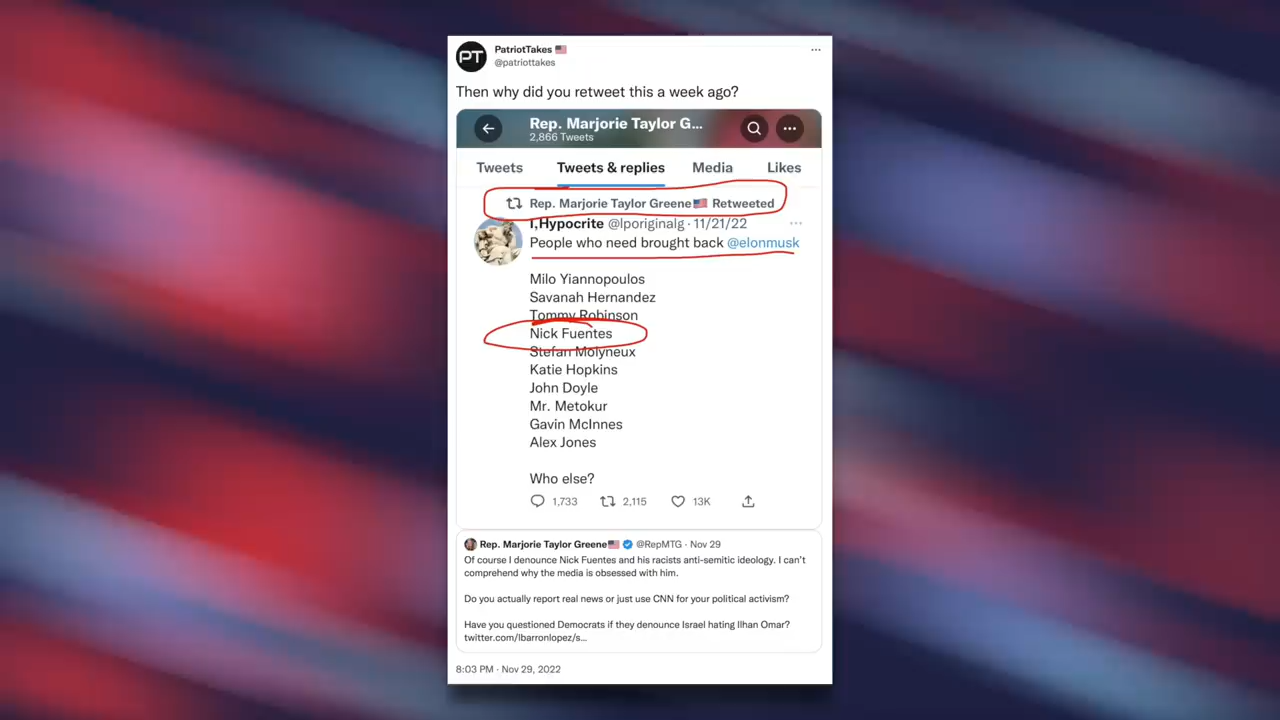 PT
PatriotTakes 🇺🇸
@patriottakes
Then why did you retweet this a week ago?
Rep. Marjorie Taylor G...
2,866 Tweets
Tweets Tweets & replies Media Likes
Rep. Marjorie Taylor Greene🇺🇸 Retweeted
I,Hypocrite @lporiginalg · 11/21/22
People who need brought back @elonmusk
Milo Yiannopoulos
Savanah Hernandez
Tommy Robinson
Nick Fuentes
Stefan Molyneux
Katie Hopkins
John Doyle
Mr. Metokur
Gavin McInnes
Alex Jones
Who else?
1,733 2,115 13K
Rep. Marjorie Taylor Greene🇺🇸 @RepMTG · Nov 29
Of course I denounce Nick Fuentes and his racists anti-semitic ideology. I can't
comprehend why the media is obsessed with him.
Do you actually report real news or just use CNN for your political activism?
Have you questioned Democrats if they denounce Israel hating Ilhan Omar?
twitter.com/lbarronlopez/s...
8:03 PM · Nov 29, 2022